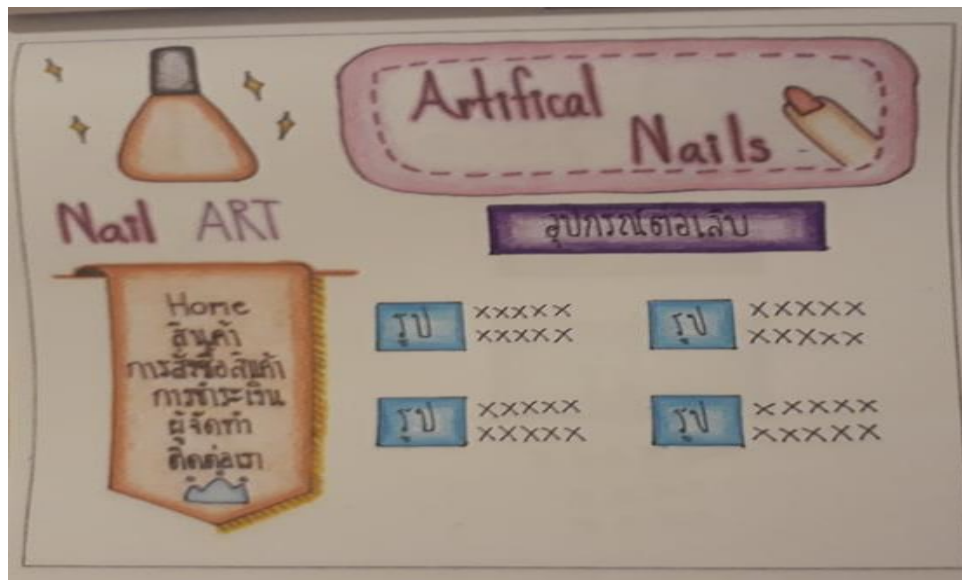 Artifical
Nails
Nail ART
อุปกรณ์ต่อเล็บ
Home
สินค้า
การสั่งซื้อสินค้า
การชำระเงิน
ผู้จัดทำ
ติดต่อเรา
รูป xxxxx
xxxxx
รูป xxxxx
xxxxx
รูป xxxxx
xxxxx
รูป xxxxx
xxxxx